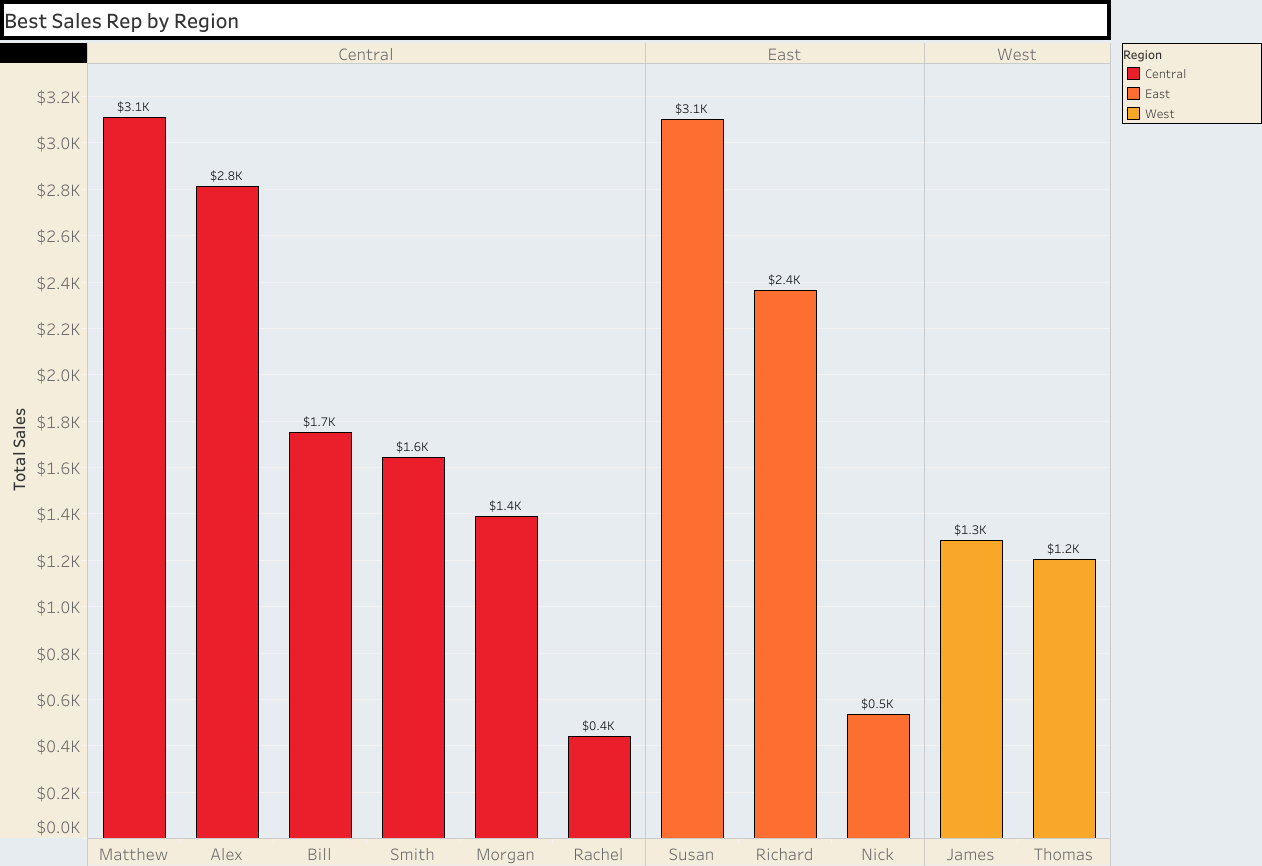 Best Sales Rep by Region
Central East West
Region
Central
East
West
Total Sales
$3.2K
$3.0K
$2.8K
$2.6K
$2.4K
$2.2K
$2.0K
$1.8K
$1.6K
$1.4K
$1.2K
$1.0K
$0.8K
$0.6K
$0.4K
$0.2K
$0.0K
$3.1K
$2.8K
$1.7K
$1.6K
$1.4K
$0.4K
$3.1K
$2.4K
$0.5K
$1.3K
$1.2K
Matthew Alex Bill Smith Morgan Rachel Susan Richard Nick James Thomas